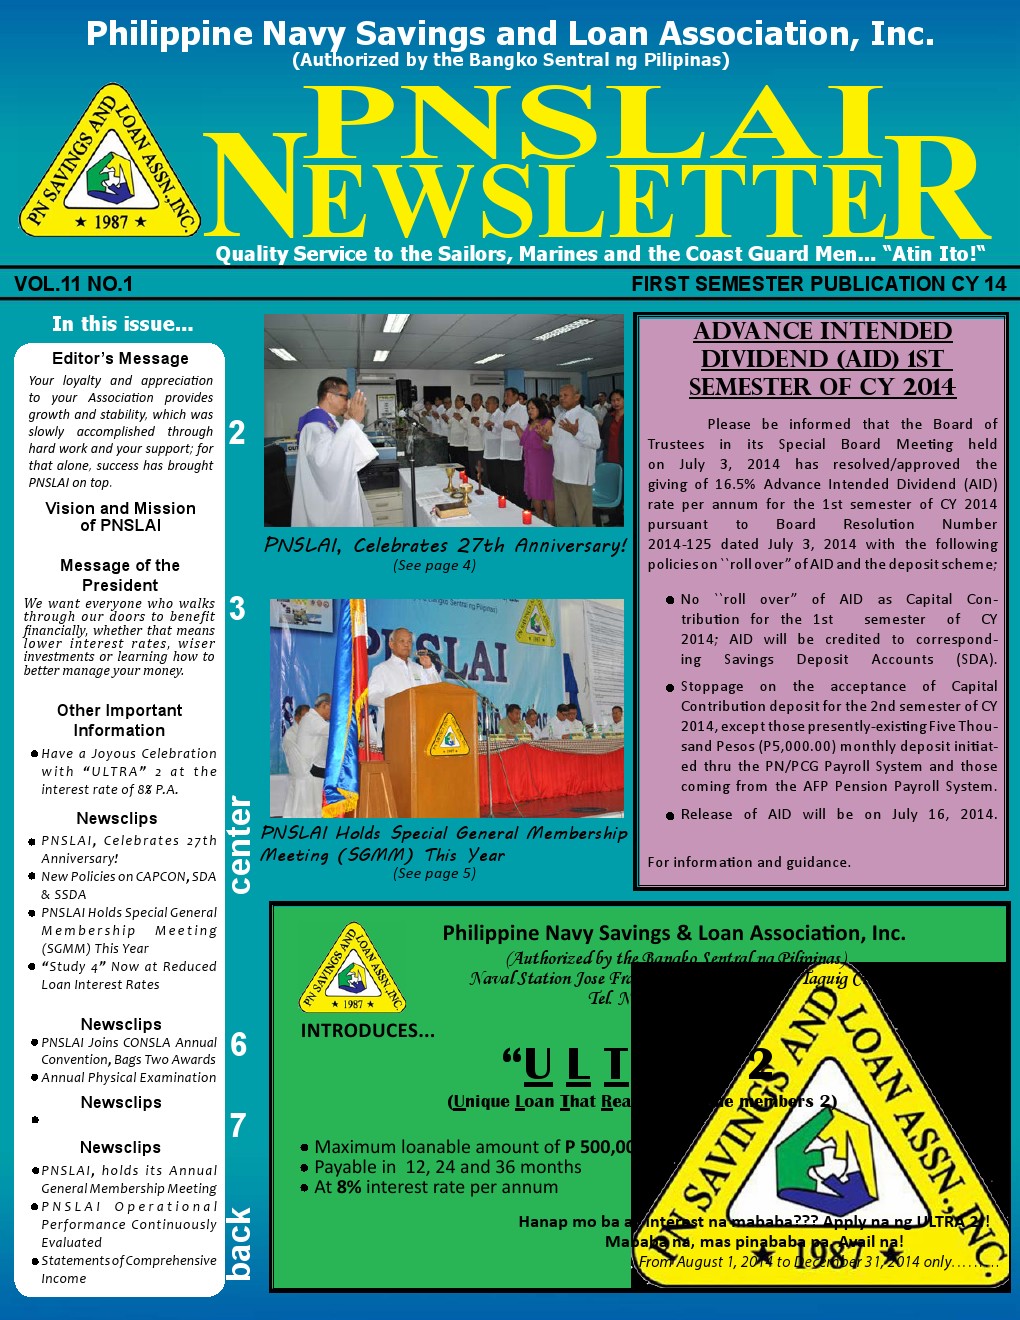 Philippine Navy Savings and Loan Association, Inc.
(Authorized by the Bangko Sentral ng Pilipinas)
PNSLAI
NEWSLETTER
PN SAVINGS AND LOAN ASSN.,INC.
★ 1987 ★
Quality Service to the Sailors, Marines and the Coast Guard Men... “Atin Ito!“
VOL.11 NO.1
FIRST SEMESTER PUBLICATION CY 14
In this issue...
Editor’s Message
Your loyalty and appreciation
to your Association provides
growth and stability, which was
slowly accomplished through
hard work and your support; for
that alone, success has brought
PNSLAI on top.
2
Vision and Mission
of PNSLAI
Message of the
President
3
We want everyone who walks
through our doors to benefit
financially, whether that means
lower interest rates, wiser
investments or learning how to
better manage your money.
Other Important
Information
● Have a Joyous Celebration
with “ULTRA” 2 at the
interest rate of 8% P.A.
center
Newsclips
● PNSLAI, Celebrates 27th
Anniversary!
● New Policies on CAPCON, SDA
& SSDA
● PNSLAI Holds Special General
Membership Meeting
(SGMM) This Year
● “Study 4” Now at Reduced
Loan Interest Rates
Newsclips
6
● PNSLAI Joins CONSLA Annual
Convention, Bags Two Awards
● Annual Physical Examination
Newsclips
7
●
Newsclips
● PNSLAI, holds its Annual
General Membership Meeting
● PNSLAI Operational
Performance Continuously
Evaluated
● Statements of Comprehensive
Income
back
PNSLAI, Celebrates 27th Anniversary!
(See page 4)
PNSLAI
PNSLAI Holds Special General Membership
Meeting (SGMM) This Year
(See page 5)
ADVANCE INTENDED
DIVIDEND (AID) 1ST
SEMESTER OF CY 2014
Please be informed that the Board of
Trustees in its Special Board Meeting held
on July 3, 2014 has resolved/approved the
giving of 16.5% Advance Intended Dividend (AID)
rate per annum for the 1st semester of CY 2014
pursuant to Board Resolution Number
2014-125 dated July 3, 2014 with the following
policies on ``roll over” of AID and the deposit scheme;
● No ``roll over” of AID as Capital Con-
tribution for the 1st semester of CY
2014; AID will be credited to correspond-
ing Savings Deposit Accounts (SDA).
● Stoppage on the acceptance of Capital
Contribution deposit for the 2nd semester of CY
2014, except those presently-existing Five Thou-
sand Pesos (P5,000.00) monthly deposit initiat-
ed thru the PN/PCG Payroll System and those
coming from the AFP Pension Payroll System.
● Release of AID will be on July 16, 2014.
For information and guidance.
PN SAVINGS AND LOAN ASSN.,INC.
★ 1987 ★
Philippine Navy Savings & Loan Association, Inc.
(Authorized by the Bangko Sentral ng Pilipinas)
Naval Station Jose Taguig
Tel.
INTRODUCES...
“U L T 2
(Unique Loan That members 2)
● Maximum loanable amount of P
● Payable in 12, 24 and 36 months
● At 8% interest rate per annum
Hanap mo ba ay interest na mababa??? Apply na ng ULTRA 2!!
Mababa na, mas pinababa pa. Avail na!
From August 1, 2014 to December 31, 2014 only..........
PN SAVINGS AND LOAN ASSN.,INC.
★ 1987 ★